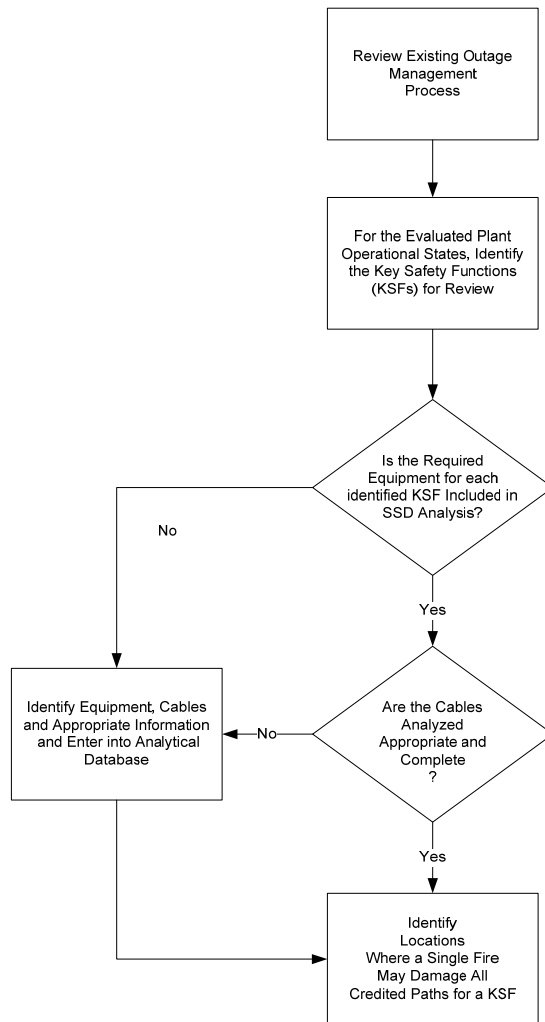 Review Existing Outage
Management
Process
For the Evaluated Plant
Operational States, Identify
the Key Safety Functions
(KSFs) for Review
Is the Required
Equipment for each
identified KSF Included in
SSD Analysis?
No
Yes
Identify Equipment, Cables
and Appropriate Information
and Enter into Analytical
Database
No
Are the Cables
Analyzed
Appropriate and
Complete
?
Yes
Identify
Locations
Where a Single Fire
May Damage All
Credited Paths for a KSF